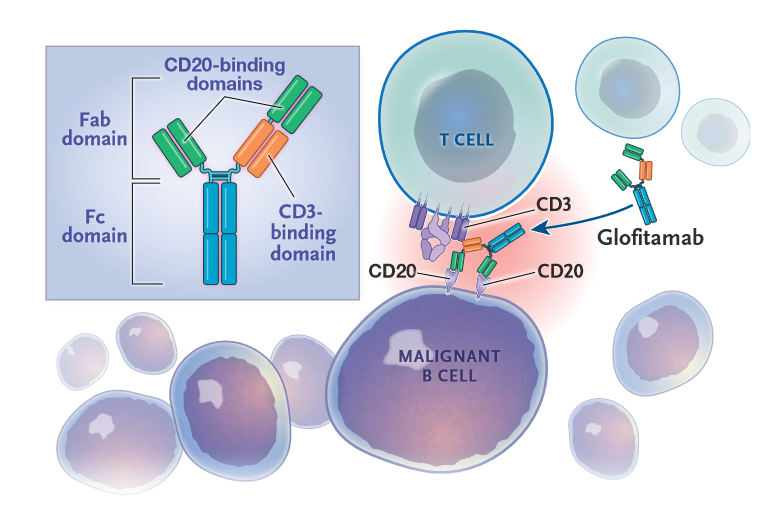 CD20-binding
domains
Fab
domain
Fc
domain
CD3-
binding
domain
T CELL
CD3
Glofitamab
CD20
CD20
MALIGNANT
B CELL